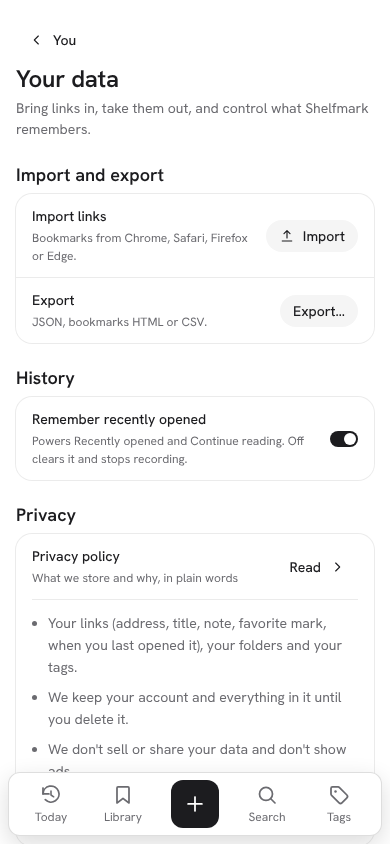 You
Your data
Bring links in, take them out, and control what Shelfmark
remembers.
Import and export
Import links
Bookmarks from Chrome, Safari, Firefox
or Edge.
Import
Export
JSON, bookmarks HTML or CSV.
Export...
History
Remember recently opened
Powers Recently opened and Continue reading. Off
clears it and stops recording.
Privacy
Privacy policy
What we store and why, in plain words
Read
Your links (address, title, note, favorite mark,
when you last opened it), your folders and your
tags.
We keep your account and everything in it until
you delete it.
We don't sell or share your data and don't show
ads.
Today
Library
Search
Tags